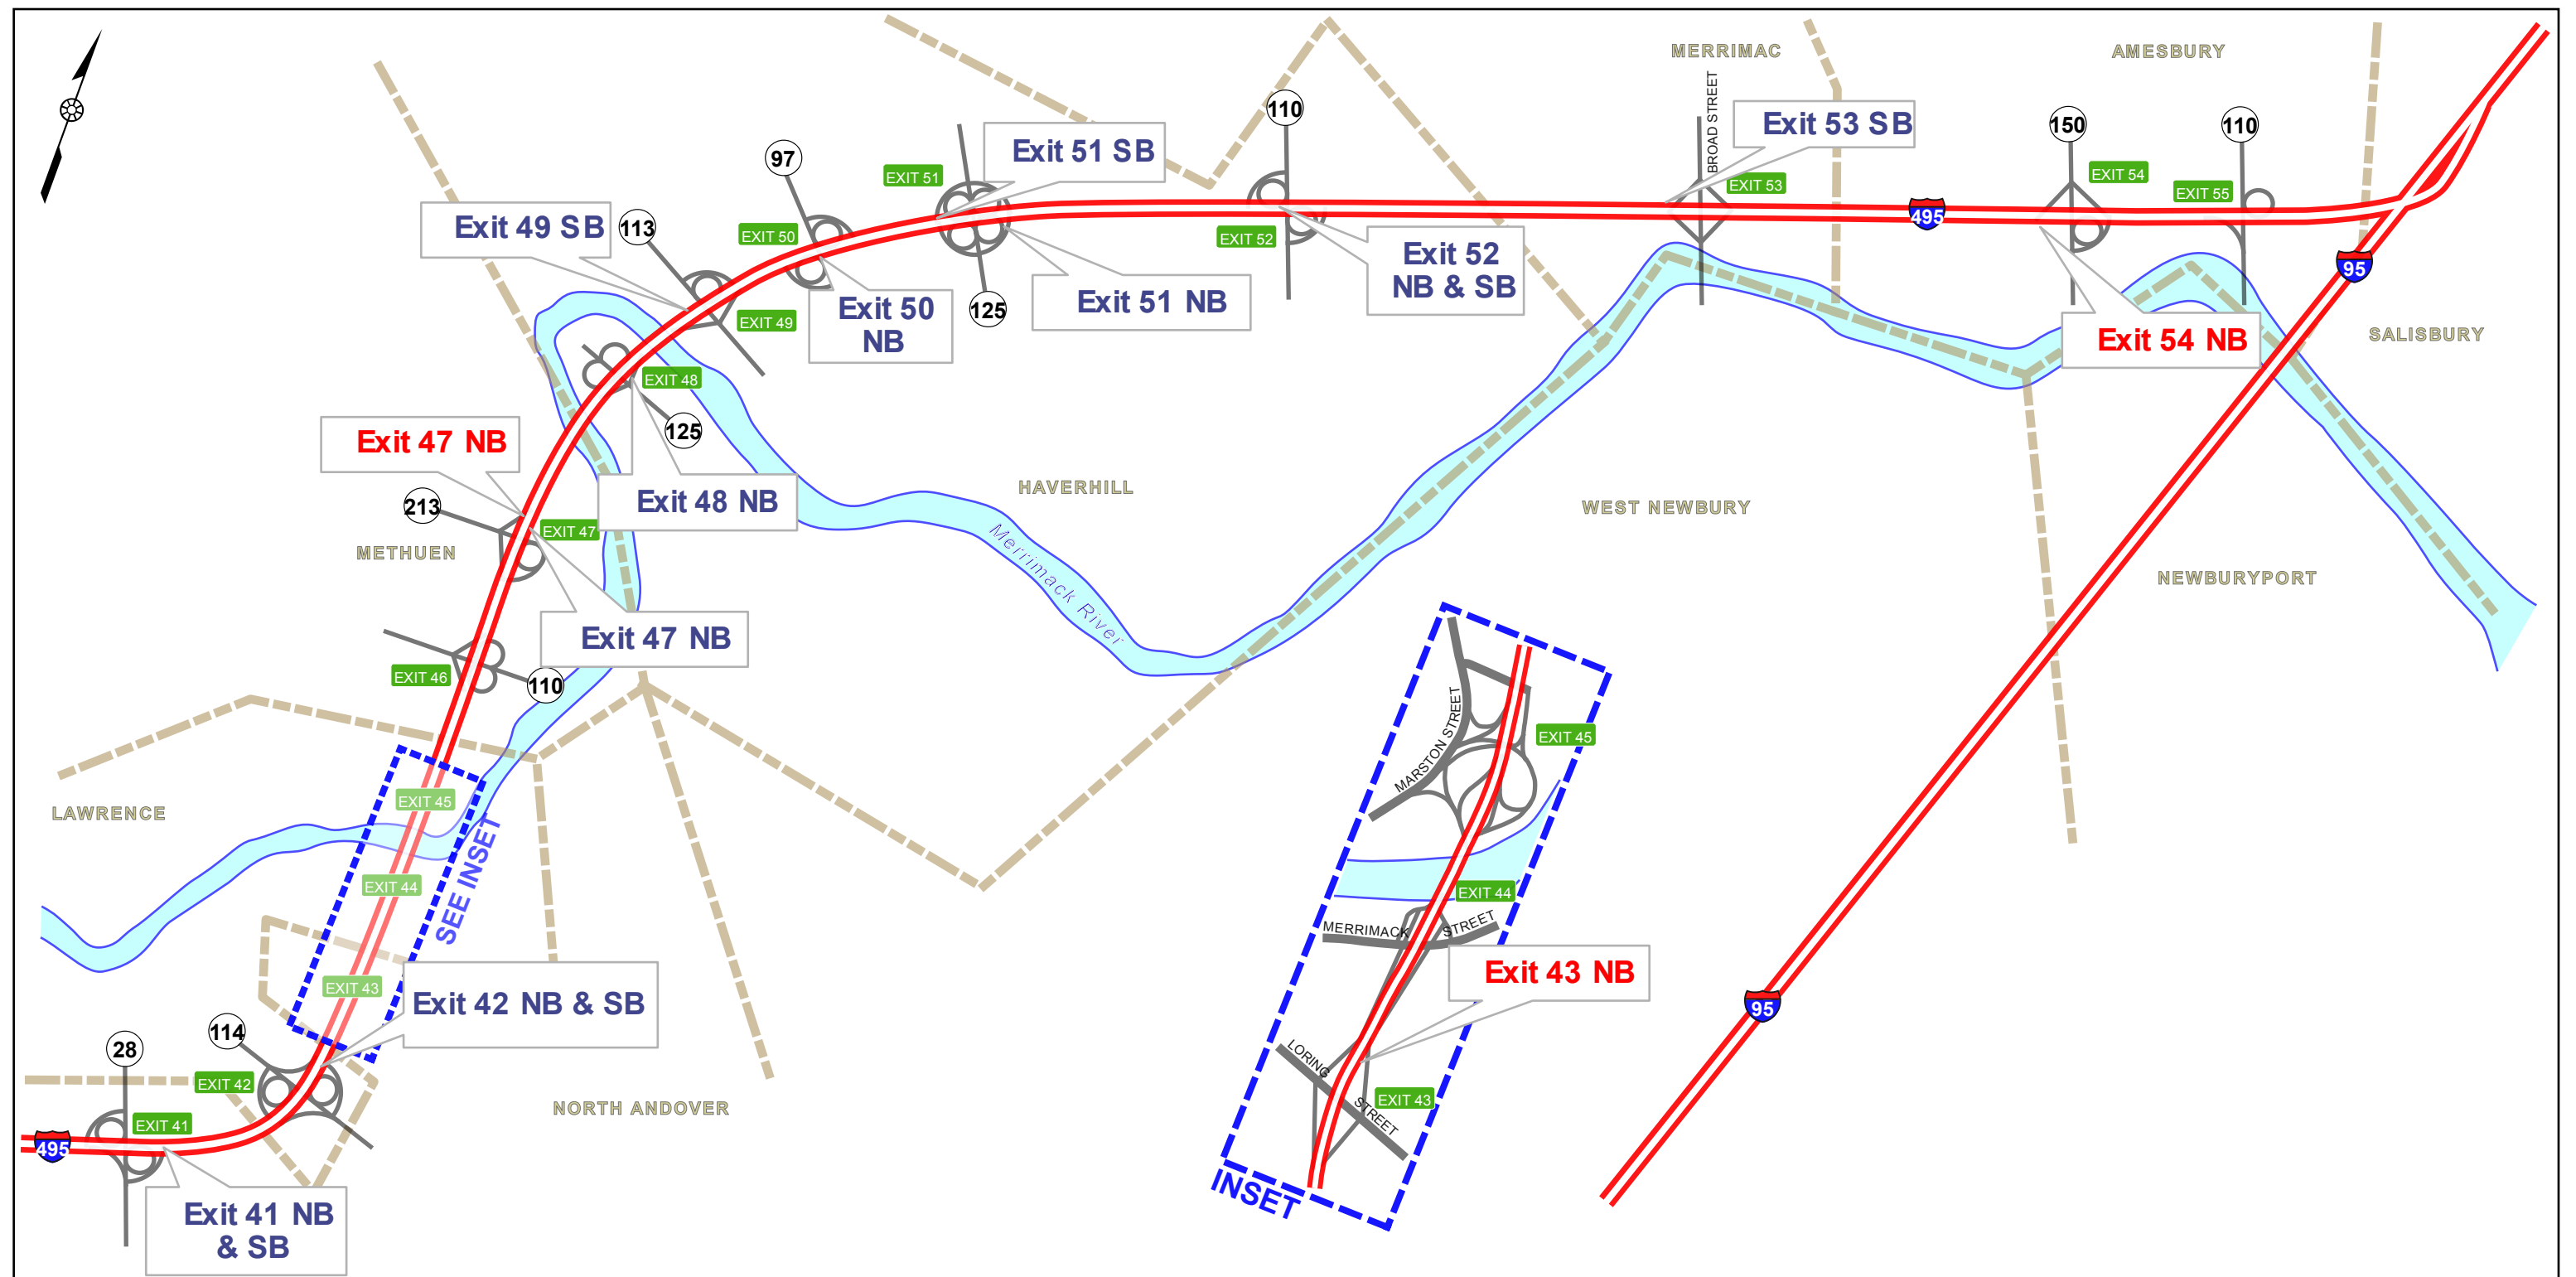 MERRIMAC
AMESBURY
BROAD STREET
110
97
150
110
Exit 53 SB
Exit 51 SB
EXIT 51
EXIT 53
EXIT 54
EXIT 55
Exit 49 SB
113
EXIT 50
EXIT 52
495
95
Exit 52
NB & SB
Exit 51 NB
125
Exit 50
NB
EXIT 49
SALISBURY
Exit 54 NB
EXIT 48
125
Exit 47 NB
HAVERHILL
Exit 48 NB
213
EXIT 47
WEST NEWBURY
METHUEN
Merrimack River
NEWBURYPORT
Exit 47 NB
EXIT 46
110
MARSTON STREET
EXIT 45
LAWRENCE
EXIT 45
SEE INSET
EXIT 44
EXIT 44
MERRIMACK STREET
Exit 43 NB
EXIT 43
Exit 42 NB & SB
95
114
28
EXIT 42
LORING STREET
EXIT 43
NORTH ANDOVER
EXIT 41
495
INSET
Exit 41 NB
& SB